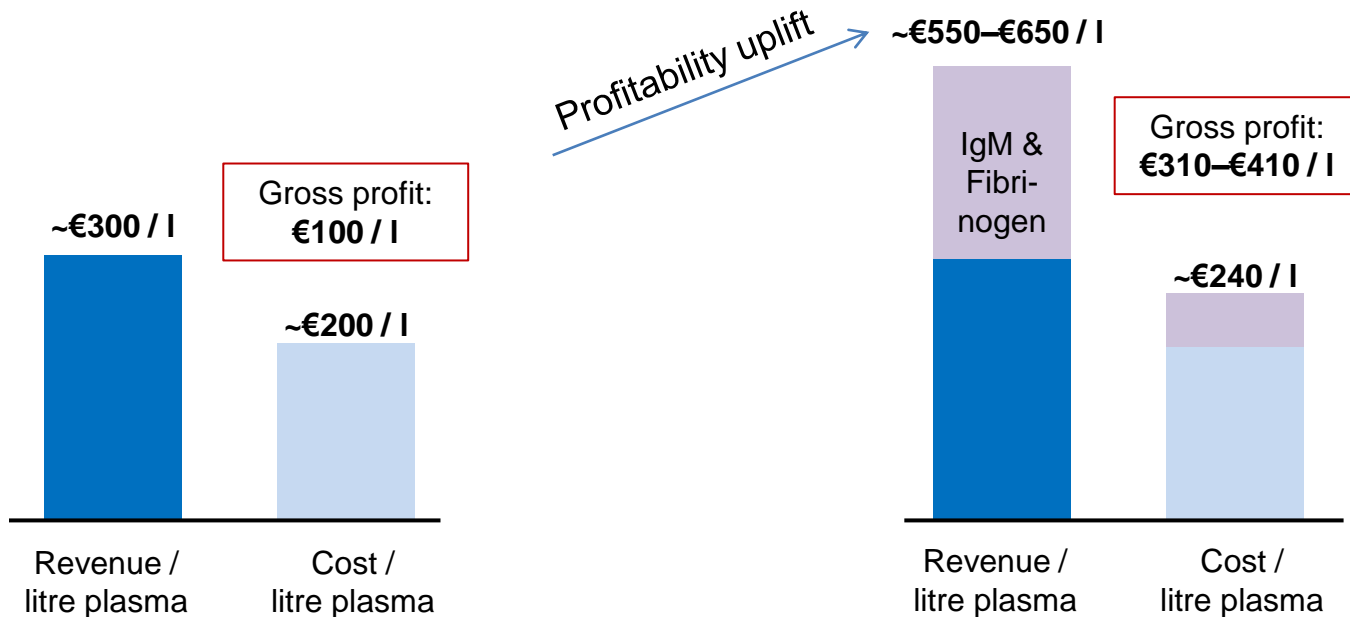 Profitability uplift
~€300 / l
Gross profit:
€100 / l
~€200 / l
Revenue /
litre plasma
Cost /
litre plasma
~€550–€650 / l
IgM &
Fibri-
nogen
Gross profit:
€310–€410 / l
~€240 / l
Revenue /
litre plasma
Cost /
litre plasma